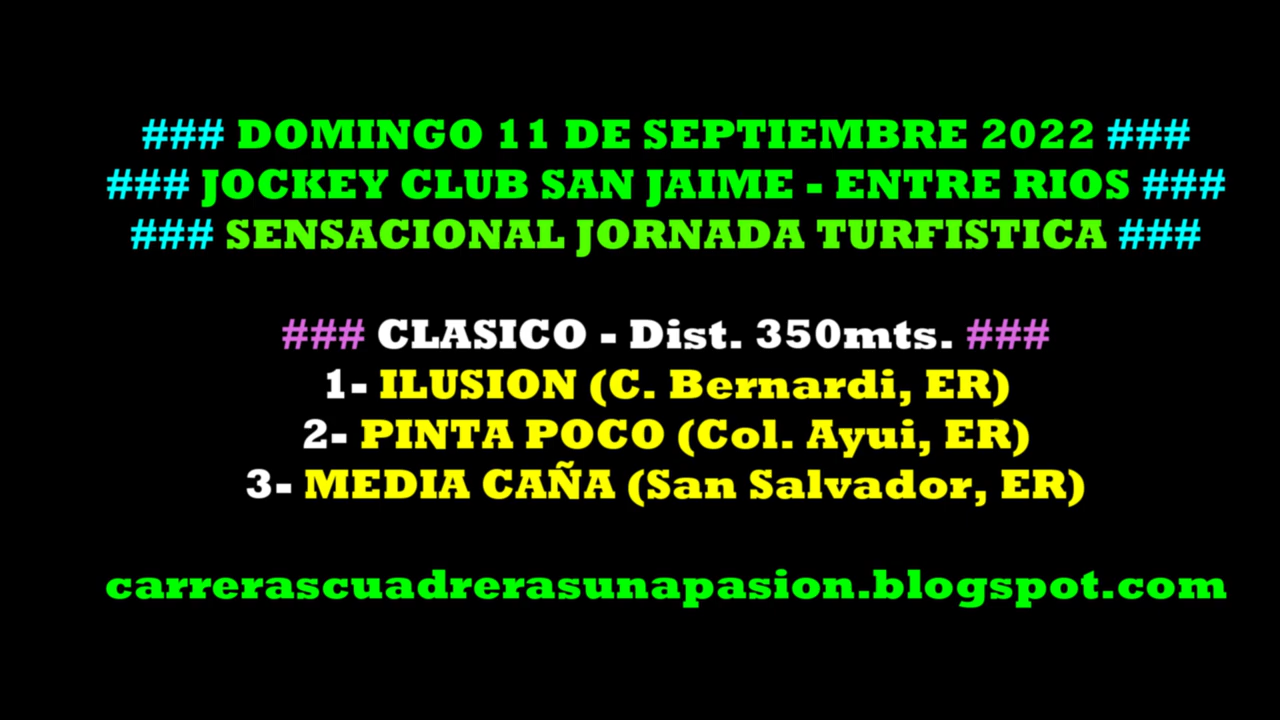 ### DOMINGO 11 DE SEPTIEMBRE 2022 ###
### JOCKEY CLUB SAN JAIME - ENTRE RIOS ###
### SENSACIONAL JORNADA TURFISTICA ###
### CLASICO - Dist. 350mts. ###
1- ILUSION (C. Bernardi, ER)
2- PINTA POCO (Col. Ayui, ER)
3- MEDIA CAÑA (San Salvador, ER)
carrerascuadrerasunapasion.blogspot.com